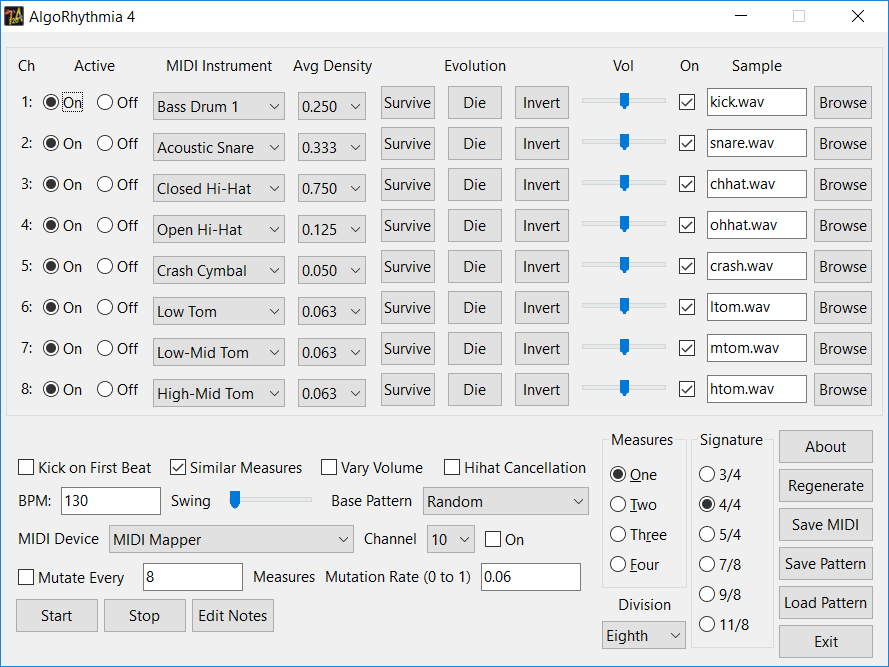 AlgoRhythmia 4
Ch Active MIDI Instrument Avg Density Evolution Vol On Sample
1: On Off Bass Drum 1 0.250 Survive Die Invert kick.wav Browse
2: On Off Acoustic Snare 0.333 Survive Die Invert snare.wav Browse
3: On Off Closed Hi-Hat 0.750 Survive Die Invert chhat.wav Browse
4: On Off Open Hi-Hat 0.125 Survive Die Invert ohhat.wav Browse
5: On Off Crash Cymbal 0.050 Survive Die Invert crash.wav Browse
6: On Off Low Tom 0.063 Survive Die Invert ltom.wav Browse
7: On Off Low-Mid Tom 0.063 Survive Die Invert mtom.wav Browse
8: On Off High-Mid Tom 0.063 Survive Die Invert htom.wav Browse
Kick on First Beat Similar Measures Vary Volume Hihat Cancellation
BPM: 130 Swing Base Pattern Random
MIDI Device MIDI Mapper Channel 10 On
Mutate Every 8 Measures Mutation Rate (0 to 1) 0.06
Start Stop Edit Notes
Measures
One
Two
Three
Four
Division
Eighth
Signature
3/4
4/4
5/4
7/8
9/8
11/8
About
Regenerate
Save MIDI
Save Pattern
Load Pattern
Exit